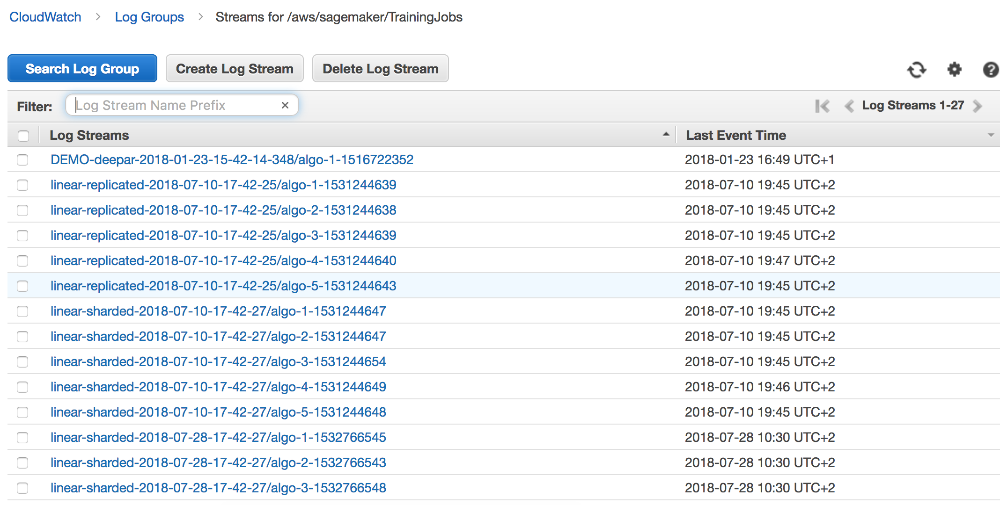 CloudWatch > Log Groups > Streams for /aws/sagemaker/TrainingJobs
Search Log Group Create Log Stream Delete Log Stream
Filter: Log Stream Name Prefix × Log Streams 1-27
Log Streams Last Event Time
DEMO-deepar-2018-01-23-15-42-14-348/algo-1-1516722352 2018-01-23 16:49 UTC+1
linear-replicated-2018-07-10-17-42-25/algo-1-1531244639 2018-07-10 19:45 UTC+2
linear-replicated-2018-07-10-17-42-25/algo-2-1531244638 2018-07-10 19:45 UTC+2
linear-replicated-2018-07-10-17-42-25/algo-3-1531244639 2018-07-10 19:45 UTC+2
linear-replicated-2018-07-10-17-42-25/algo-4-1531244640 2018-07-10 19:47 UTC+2
linear-replicated-2018-07-10-17-42-25/algo-5-1531244643 2018-07-10 19:45 UTC+2
linear-sharded-2018-07-10-17-42-27/algo-1-1531244647 2018-07-10 19:45 UTC+2
linear-sharded-2018-07-10-17-42-27/algo-2-1531244647 2018-07-10 19:45 UTC+2
linear-sharded-2018-07-10-17-42-27/algo-3-1531244654 2018-07-10 19:45 UTC+2
linear-sharded-2018-07-10-17-42-27/algo-4-1531244649 2018-07-10 19:46 UTC+2
linear-sharded-2018-07-10-17-42-27/algo-5-1531244648 2018-07-10 19:45 UTC+2
linear-sharded-2018-07-28-17-42-27/algo-1-1532766545 2018-07-28 10:30 UTC+2
linear-sharded-2018-07-28-17-42-27/algo-2-1532766543 2018-07-28 10:30 UTC+2
linear-sharded-2018-07-28-17-42-27/algo-3-1532766548 2018-07-28 10:30 UTC+2